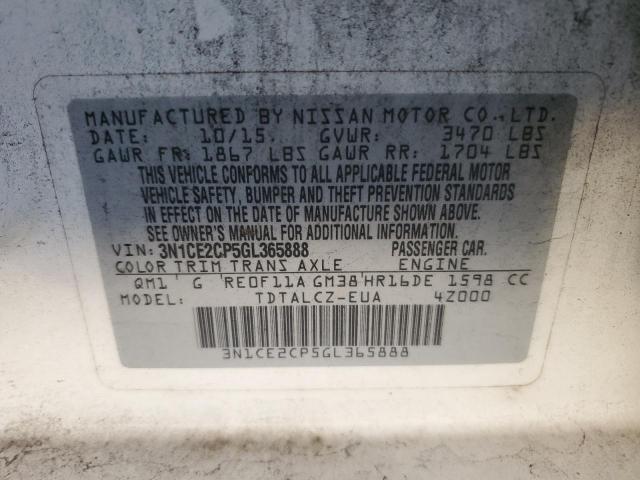 MANUFACTURED BY NISSAN MOTOR CO., LTD.
DATE: 10/15. GVWR: 3470 LBS
GAWR FR: 1867 LBS GAWR RR: 1704 LBS
THIS VEHICLE CONFORMS TO ALL APPLICABLE FEDERAL MOTOR
VEHICLE SAFETY, BUMPER AND THEFT PREVENTION STANDARDS
IN EFFECT ON THE DATE OF MANUFACTURE SHOWN ABOVE.
SEE OWNER'S MANUAL FOR ADDITIONAL INFORMATION.
VIN: 3N1CE2CP5GL365888 PASSENGER CAR.
COLOR TRIM TRANS AXLE ENGINE
QM1 G RE0F11A GM38 HR16DE 1598 CC
MODEL: TDTALCZ-EUA 4Z000
3N1CE2CP5GL365888